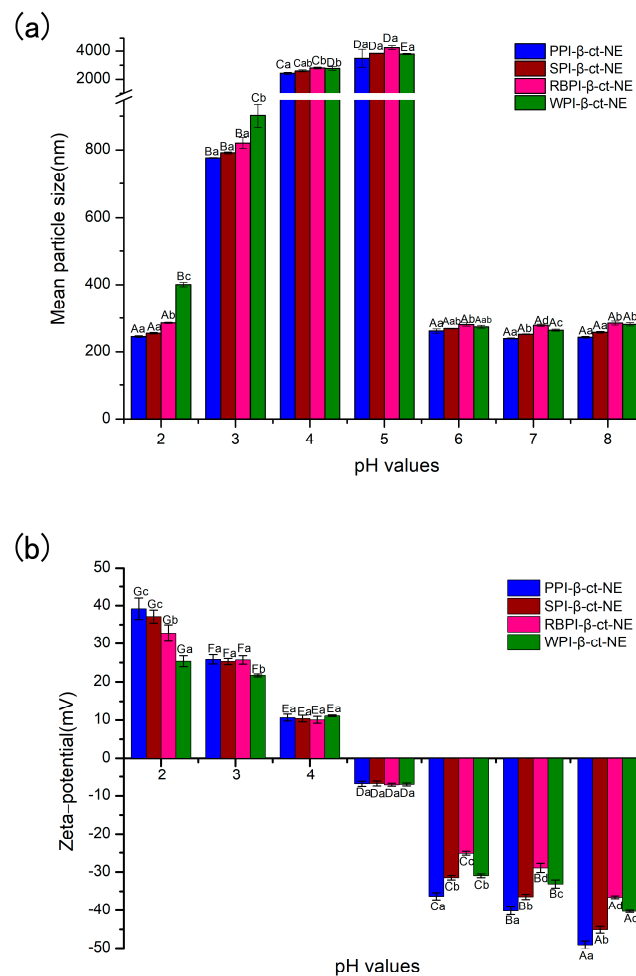 (a)
Mean particle size(nm)
4000
2000
800
600
400
200
0
PPI-β-ct-NE
SPI-β-ct-NE
RBPI-β-ct-NE
WPI-β-ct-NE
Aa Aa Ab Bc
Ba Ba Ba Cb
Ca Cab Cb Db
Da Da Da Ea
Aa Aab Ab Aab
Aa Ab Ad Ac
Aa Aa Ab Ab
2 3 4 5 6 7 8
pH values
(b)
Zeta-potential(mV)
50
40
30
20
10
0
-10
-20
-30
-40
-50
PPI-β-ct-NE
SPI-β-ct-NE
RBPI-β-ct-NE
WPI-β-ct-NE
Gc Gc Gb Ga
Fa Fa Fa Fb
Ea Ea Ea Ea
Da Da Da Da
Ca Cb Cc Cb
Ba Bb Bd Bc
Aa Ab Ad
2 3 4
pH values